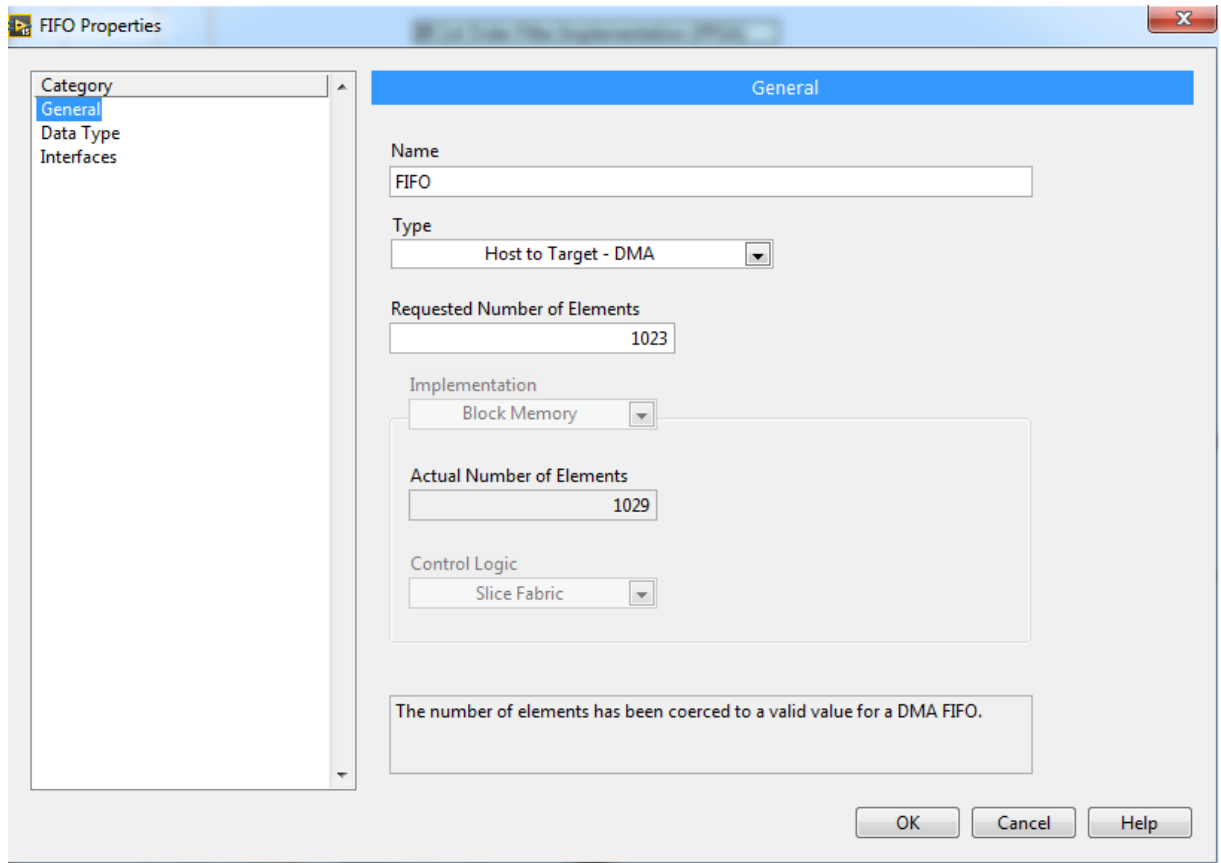 FIFO Properties
Category
General
Data Type
Interfaces
General
Name
FIFO
Type
Host to Target - DMA
Requested Number of Elements
1023
Implementation
Block Memory
Actual Number of Elements
1029
Control Logic
Slice Fabric
The number of elements has been coerced to a valid value for a DMA FIFO.
OK
Cancel
Help